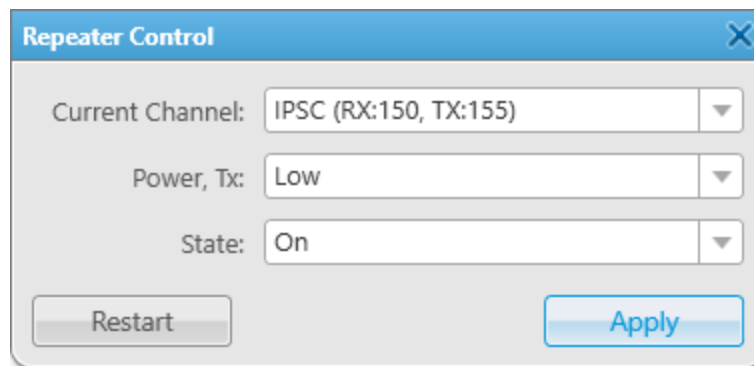 Repeater Control
Current Channel: IPSC (RX:150, TX:155)
Power, Tx: Low
State: On
Restart Apply